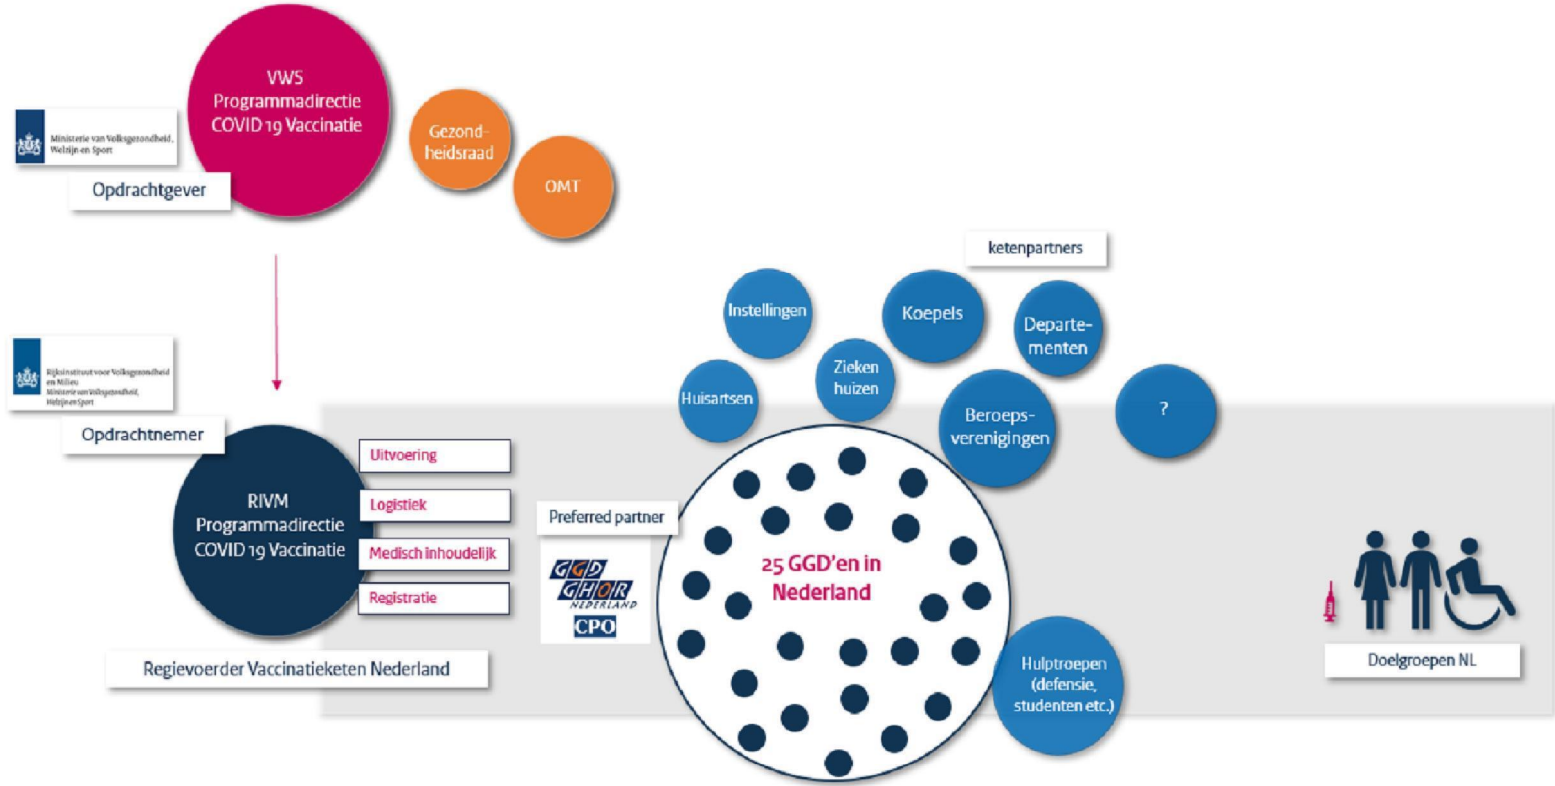 VWS
Programmadirectie
COVID 19 Vaccinatie
Ministerie van Volksgezondheid,
Welzijn en Sport
Opdrachtgever
Gezond-
heidsraad
OMT
ketenpartners
Instellingen
Koepels
Departe-
menten
Zieken
huizen
Huisartsen
Beroeps-
verenigingen
?
Rijksinstituut voor Volksgezondheid
en Milieu
Ministerie van Volksgezondheid,
Welzijn en Sport
Opdrachtnemer
RIVM
Programmadirectie
COVID 19 Vaccinatie
Uitvoering
Logistiek
Medisch inhoudelijk
Registratie
Regievoerder Vaccinatieketen Nederland
Preferred partner
GGD
GHOR
NEDERLAND
CPO
25 GGD'en in
Nederland
Hulptroepen
(defensie,
studenten etc.)
Doelgroepen NL